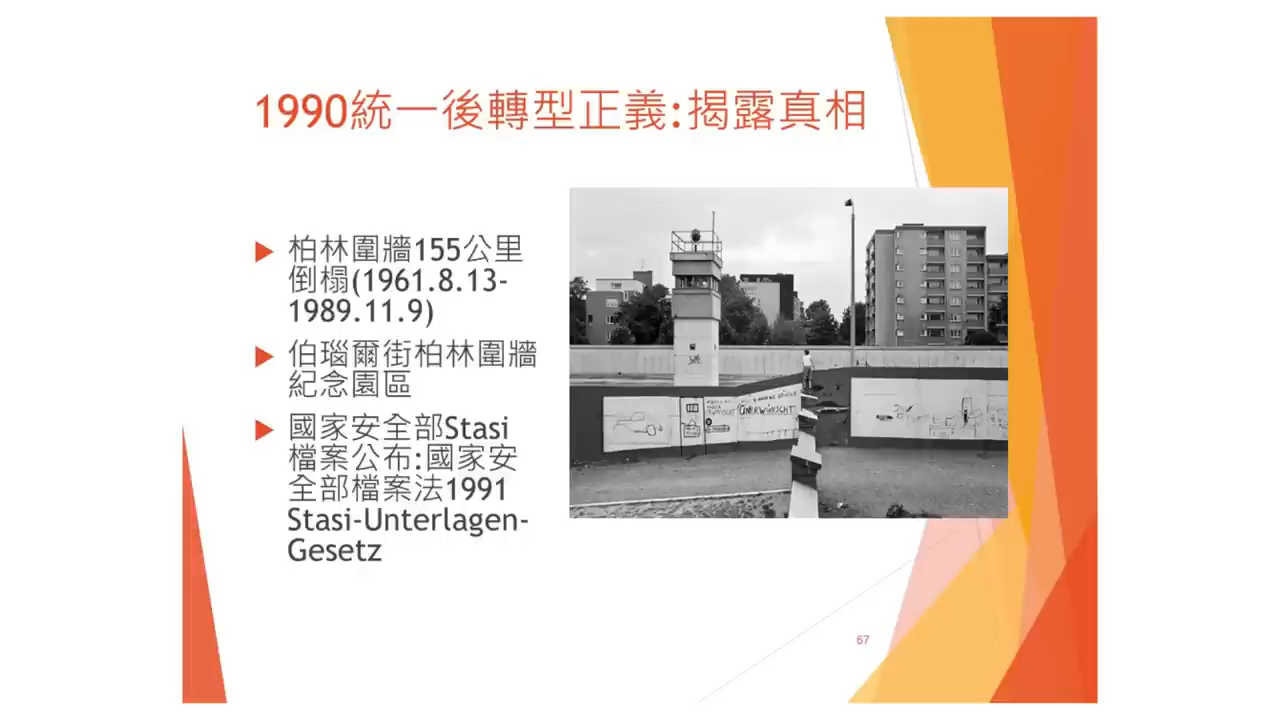 1990統一後轉型正義:揭露真相
柏林圍牆155公里
倒榻(1961.8.13-
1989.11.9)
伯瑙爾街柏林圍牆
紀念園區
國家安全部Stasi
檔案公布:國家安
全部檔案法1991
Stasi-Unterlagen-
Gesetz
UNERWÜNSCHT
67